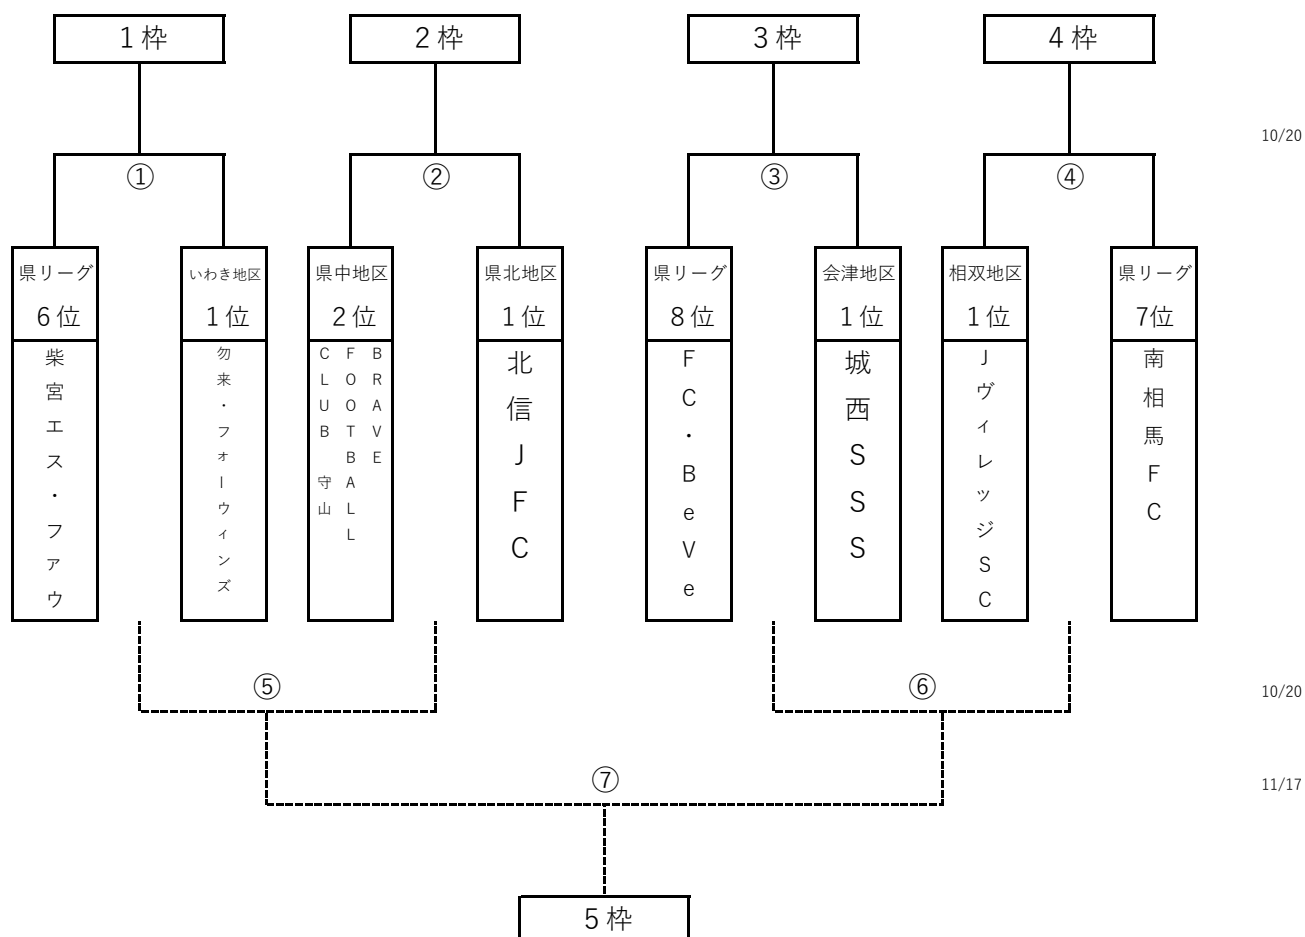 1枠
2枠
3枠
4枠
10/20
①
②
③
④
県リーグ
6位
柴宮エス・ファウ
いわき地区
1位
勿来・フォーウィンズ
県中地区
2位
BRAVE
FOOTBALL
CLUB 守山
県北地区
1位
北信JFC
県リーグ
8位
FC・BeVe
会津地区
1位
城西SSS
相双地区
1位
JヴィレッジSC
県リーグ
7位
南相馬FC
⑤
⑥
10/20
⑦
11/17
5枠